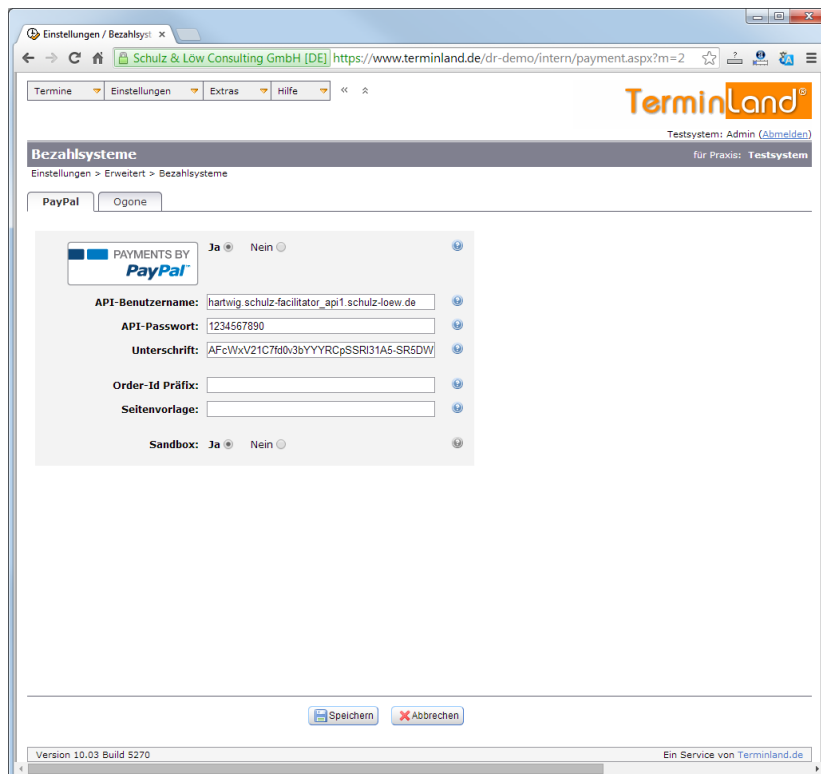 Einstellungen / Bezahlsyst
Schulz & Löw Consulting GmbH [DE] https://www.terminland.de/dr-demo/intern/payment.aspx?m=2
Termine Einstellungen Extras Hilfe
Terminland®
Testsystem: Admin (Abmelden)
Bezahlsysteme für Praxis: Testsystem
Einstellungen > Erweitert > Bezahlsysteme
PayPal Ogone
PAYMENTS BY
PayPal™
Ja Nein
API-Benutzername: hartwig.schulz-facilitator_api1.schulz-loew.de
API-Passwort: 1234567890
Unterschrift: AFcWxV21C7fd0v3bYYYRCpSSRl31A5-SR5DW
Order-Id Präfix:
Seitenvorlage:
Sandbox: Ja Nein
Speichern Abbrechen
Version 10.03 Build 5270 Ein Service von Terminland.de